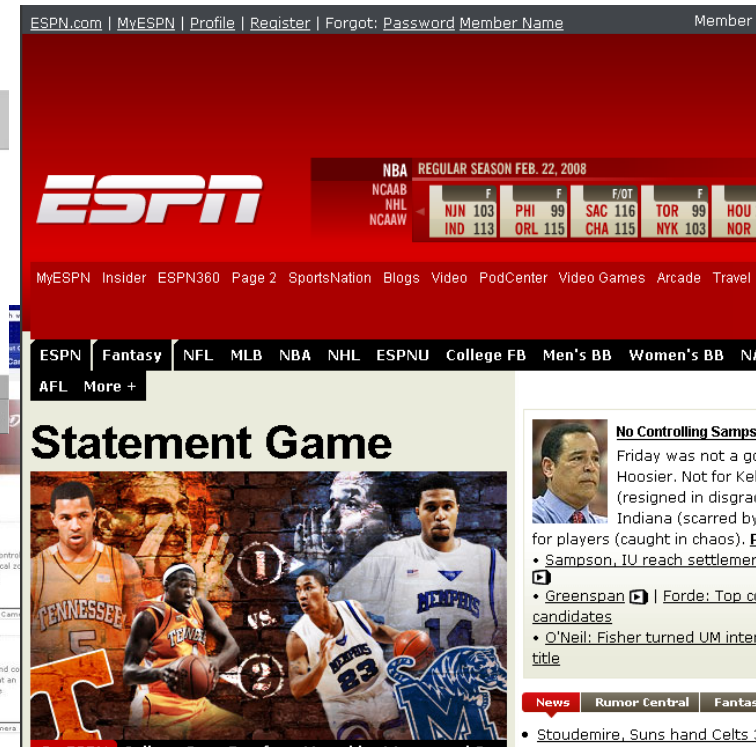 ESPN.com | MyESPN | Profile | Register | Forgot: Password Member Name
Member
ESPN
NBA REGULAR SEASON FEB. 22, 2008
NCAAB
NHL
NCAAW
F F F/OT F
NJN 103 PHI 99 SAC 116 TOR 99 HOU
IND 113 ORL 115 CHA 115 NYK 103 NOR
MyESPN Insider ESPN360 Page 2 SportsNation Blogs Video PodCenter Video Games Arcade Travel
ESPN Fantasy NFL MLB NBA NHL ESPNU College FB Men's BB Women's BB
AFL More +
Statement Game
TENNESSEE
5
1
vs.
2
MEMPHIS
MEMPHIS
23
T
M
No Controlling Samps
Friday was not a go
Hoosier. Not for Kel
(resigned in disgra
Indiana (scarred by
for players (caught in chaos).
• Sampson, IU reach settlemer
• Greenspan | Forde: Top c
candidates
• O'Neil: Fisher turned UM inter
title
News Rumor Central Fantas
• Stoudemire, Suns hand Celts